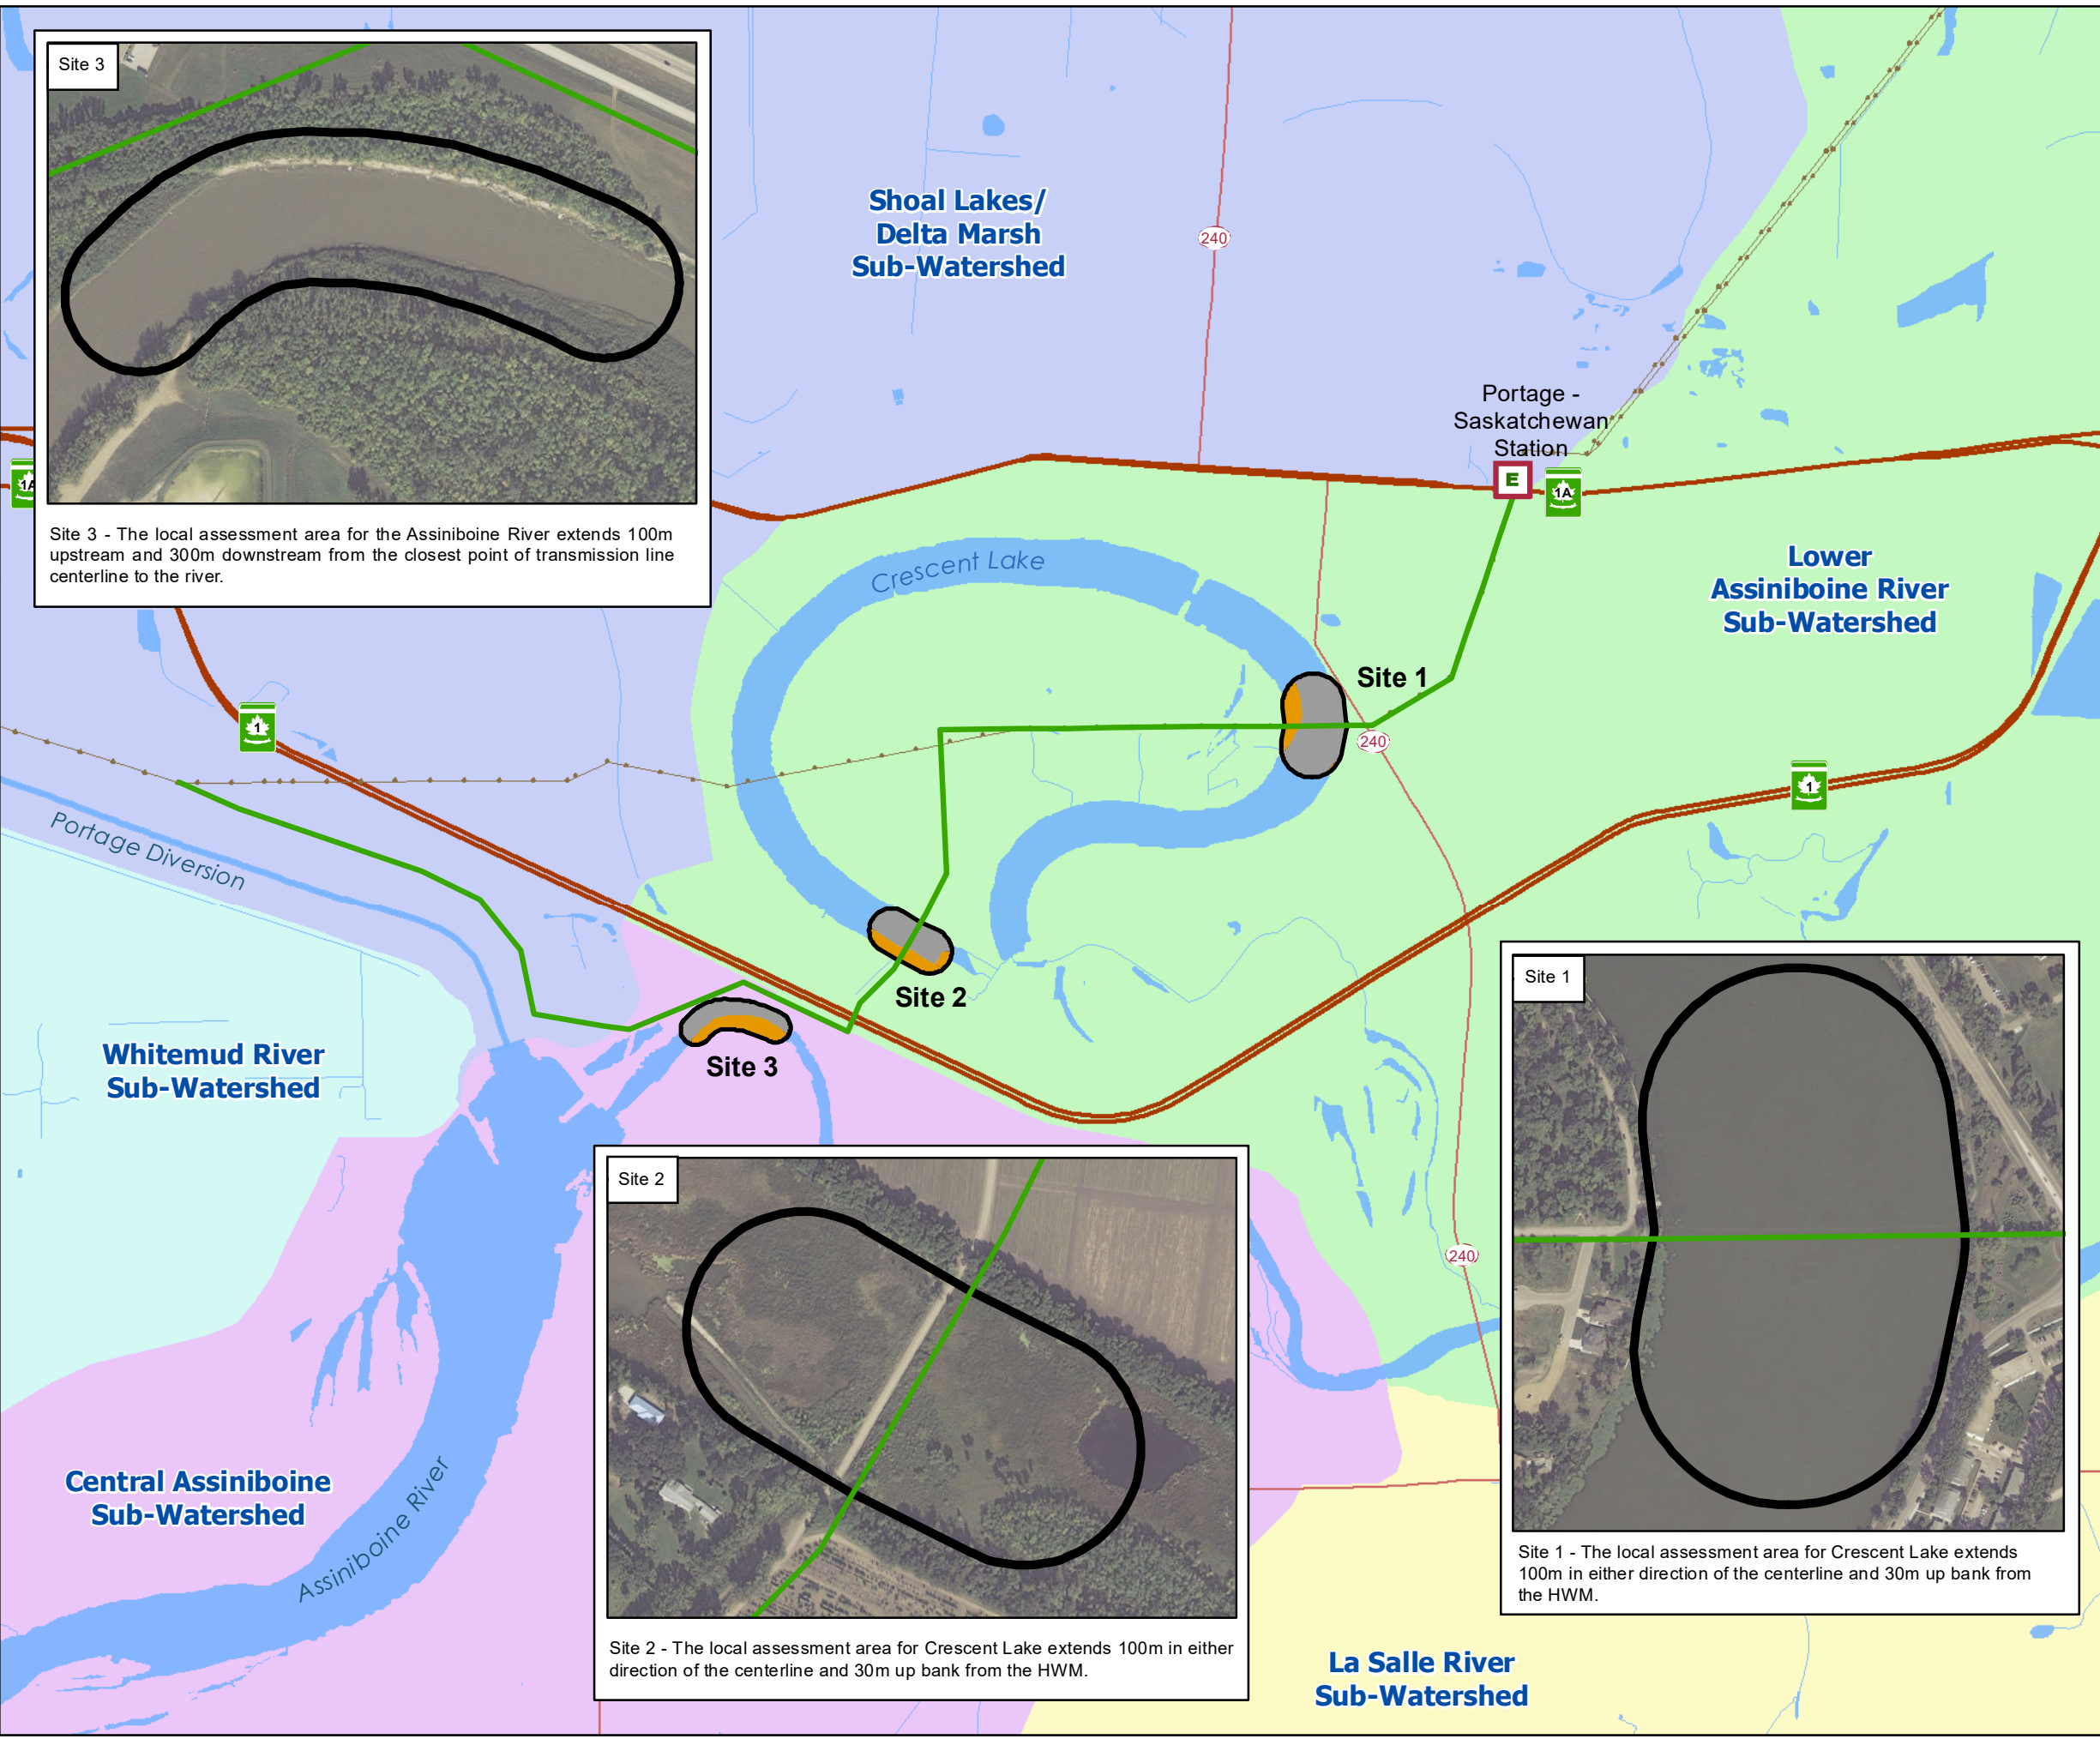 Site 3
Site 3 - The local assessment area for the Assiniboine River extends 100m
upstream and 300m downstream from the closest point of transmission line
centerline to the river.
Shoal Lakes/
Delta Marsh
Sub-Watershed
240
Portage -
Saskatchewan
Station
E
1A
1A
Crescent Lake
Lower
Assiniboine River
Sub-Watershed
Site 1
240
1
1
Portage Diversion
Site 2
Site 3
Whitemud River
Sub-Watershed
Site 1
Site 1 - The local assessment area for Crescent Lake extends
100m in either direction of the centerline and 30m up bank from
the HWM.
Site 2
Site 2 - The local assessment area for Crescent Lake extends 100m in either
direction of the centerline and 30m up bank from the HWM.
240
Central Assiniboine
Sub-Watershed
Assiniboine River
La Salle River
Sub-Watershed